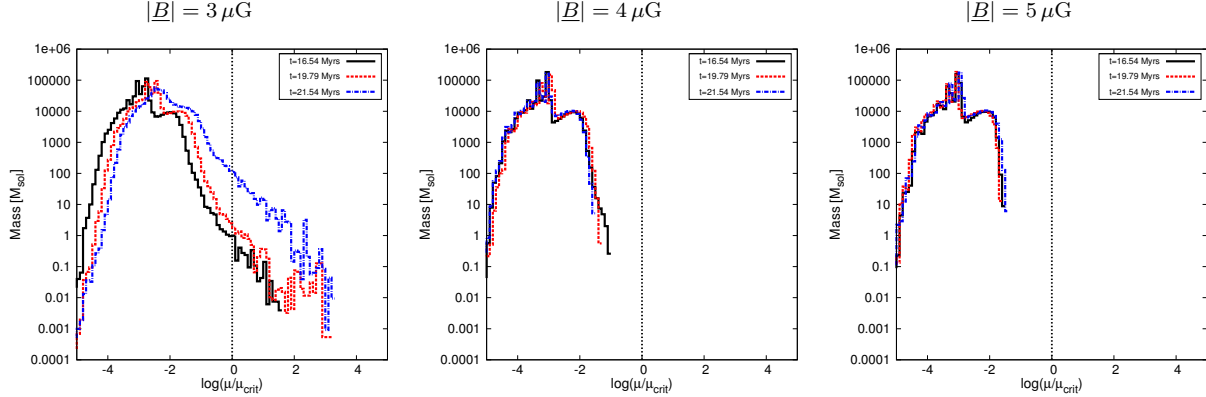 |B| = 3 μG
|B| = 4 μG
|B| = 5 μG
1e+06
100000
10000
1000
100
10
1
0.1
0.01
0.001
0.0001
Mass [M_sol]
t=16.54 Myrs
t=19.79 Myrs
t=21.54 Myrs
-4 -2 0 2 4
log(μ/μ_crit)
1e+06
100000
10000
1000
100
10
1
0.1
0.01
0.001
0.0001
Mass [M_sol]
t=16.54 Myrs
t=19.79 Myrs
t=21.54 Myrs
-4 -2 0 2 4
log(μ/μ_crit)
1e+06
100000
10000
1000
100
10
1
0.1
0.01
0.001
0.0001
Mass [M_sol]
t=16.54 Myrs
t=19.79 Myrs
t=21.54 Myrs
-4 -2 0 2 4
log(μ/μ_crit)